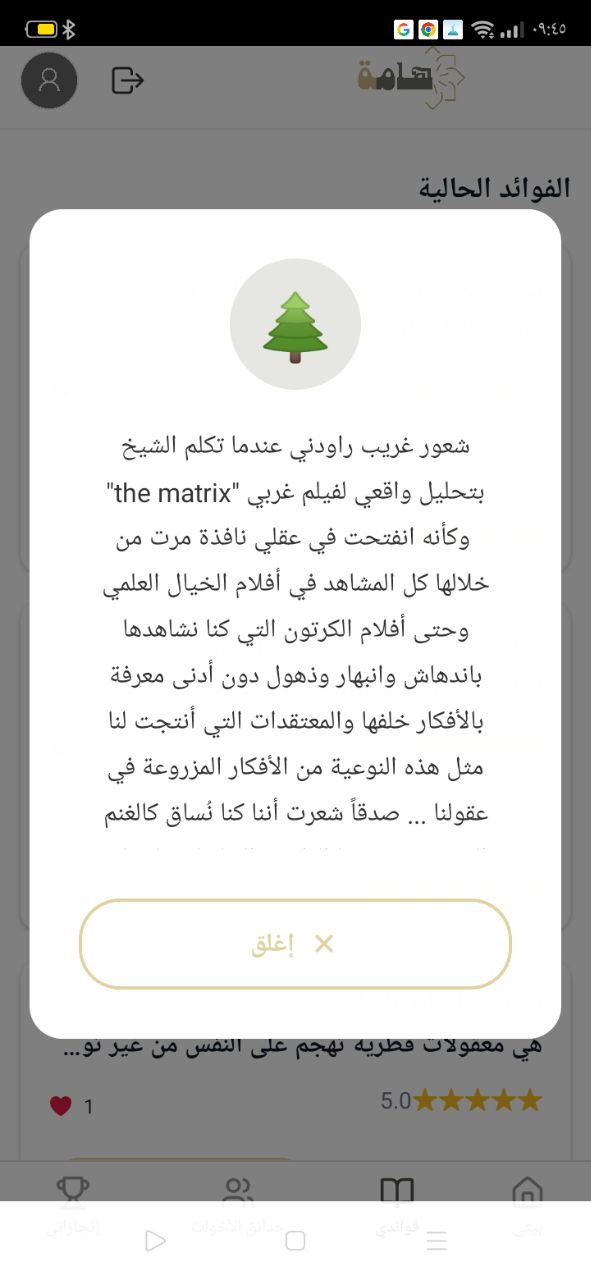 ٠٩:٤٥
هامة
الفوائد الحالية
شعور غريب راودني عندما تكلم الشيخ
بتحليل واقعي لفيلم غربي "the matrix"
وكأنه انفتحت في عقلي نافذة مرت من
خلالها كل المشاهد في أفلام الخيال العلمي
وحتى أفلام الكرتون التي كنا نشاهدها
باندهاش وانبهار وذهول دون أدنى معرفة
بالأفكار خلفها والمعتقدات التي أنتجت لنا
مثل هذه النوعية من الأفكار المزروعة في
عقولنا ... صدقاً شعرت أننا كنا نُساق كالغنم
إغلق
هي معقولات فطرية تهجم على النفس من غير تو...
5.0
1
بيتي
فوائدي
حدائق الأخوات
إنجازاتي